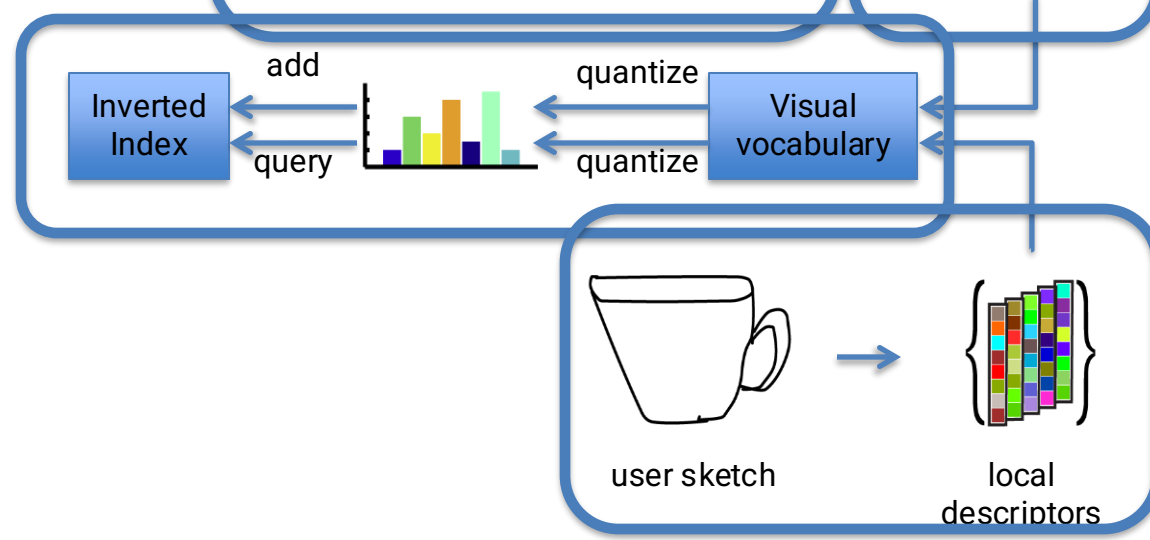 add
quantize
Inverted
Index
Visual
vocabulary
query
quantize
user sketch
local
descriptors